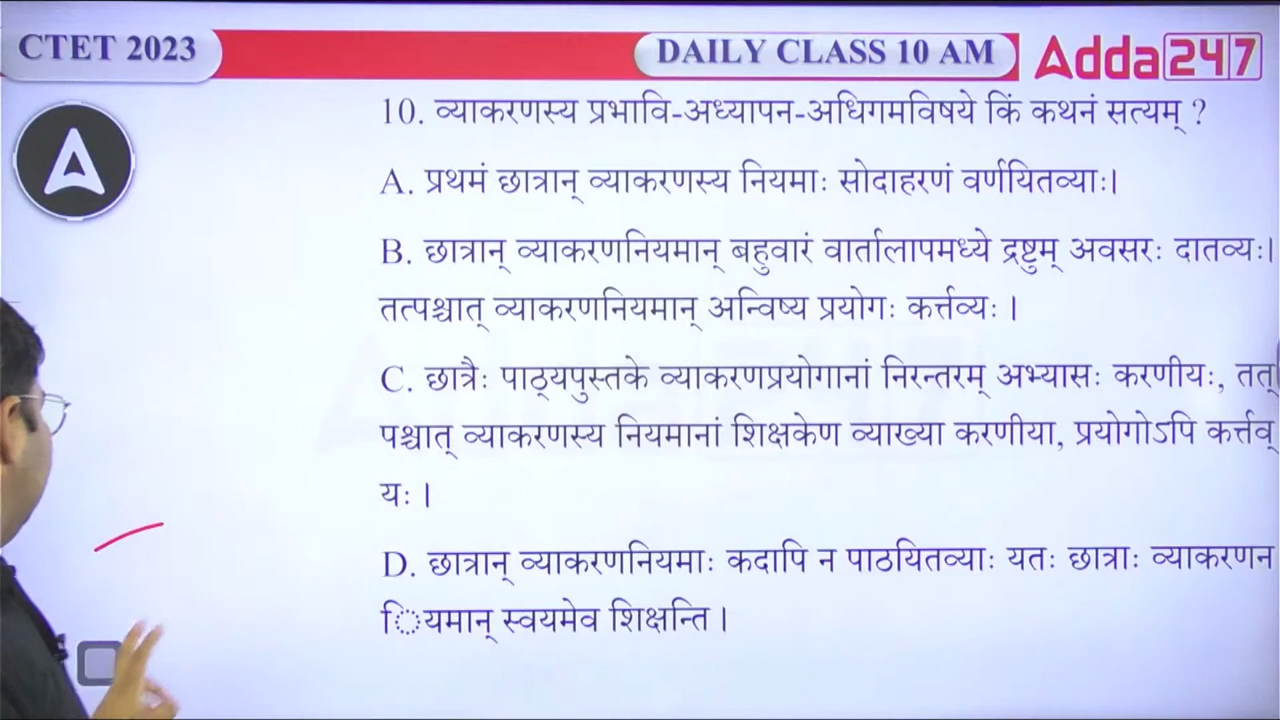 CTET 2023
DAILY CLASS 10 AM
Adda247
10. व्याकरणस्य प्रभावि-अध्यापन-अधिगमविषये किं कथनं सत्यम् ?
A. प्रथमं छात्रान् व्याकरणस्य नियमाः सोदाहरणं वर्णयितव्याः।
B. छात्रान् व्याकरणनियमान् बहुवारं वार्तालापमध्ये द्रष्टुम् अवसरः दातव्यः।
तत्पश्चात् व्याकरणनियमान् अन्विष्य प्रयोगः कर्त्तव्यः ।
C. छात्रैः पाठ्यपुस्तके व्याकरणप्रयोगानां निरन्तरम् अभ्यासः करणीयः, तत्
पश्चात् व्याकरणस्य नियमानां शिक्षकेण व्याख्या करणीया, प्रयोगोऽपि कर्त्तव्
यः ।
D. छात्रान् व्याकरणनियमाः कदापि न पाठयितव्याः यतः छात्राः व्याकरणन
ियमान् स्वयमेव शिक्षन्ति ।